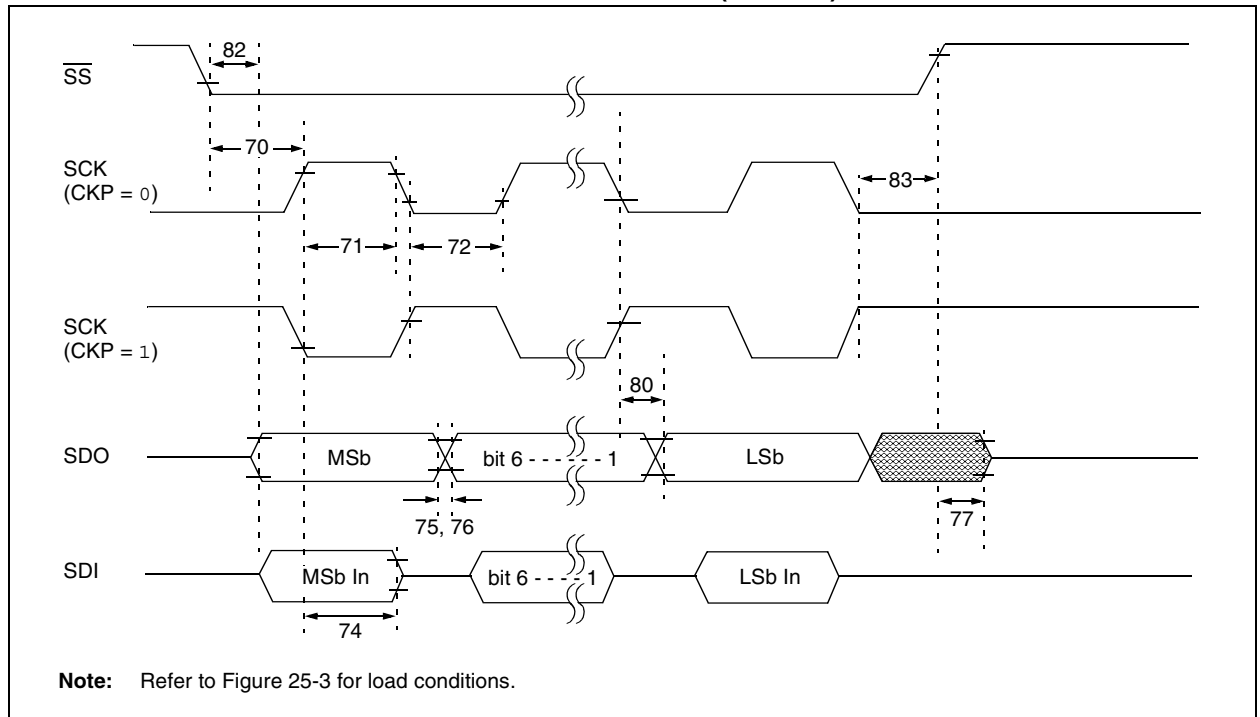 82
SS
70
SCK
(CKP = 0)
83
71
72
SCK
(CKP = 1)
80
SDO
MSb
bit 6 - - - - - - 1
LSb
75, 76
77
SDI
MSb In
bit 6 - - - - 1
LSb In
74
Note: Refer to Figure 25-3 for load conditions.